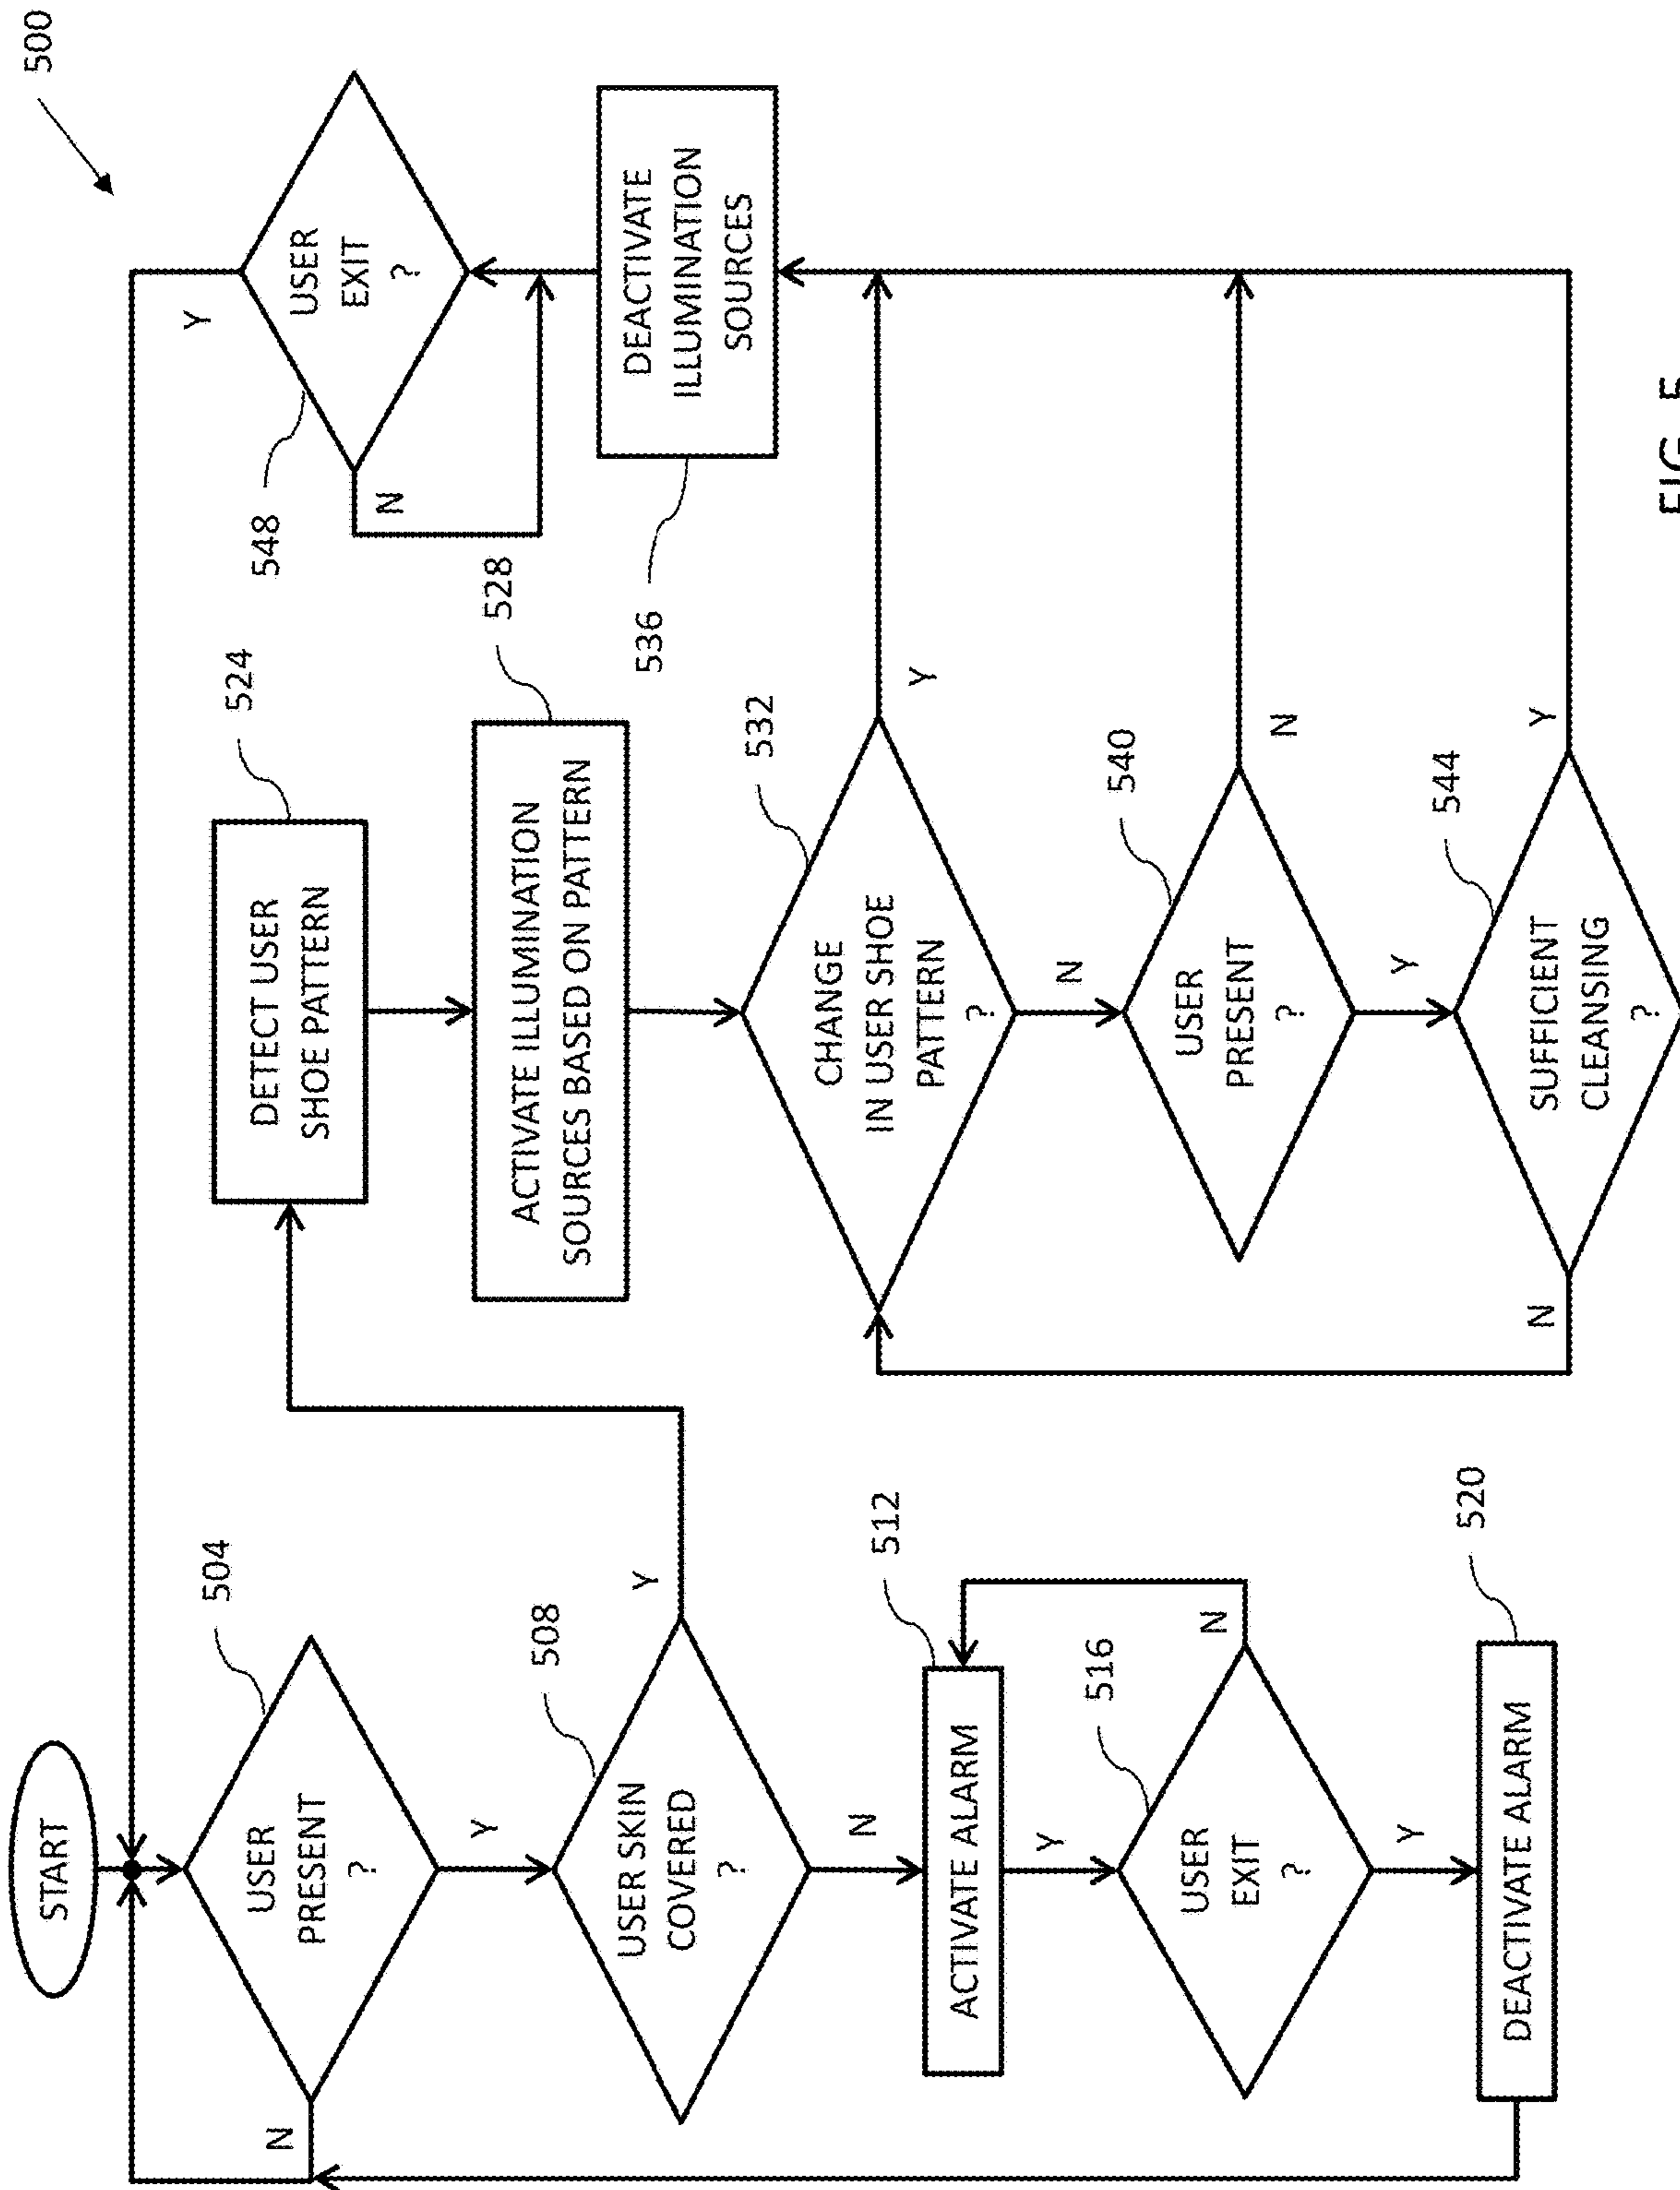 500
START
USER
PRESENT
?
504
N
Y
USER SKIN
COVERED
?
508
Y
N
ACTIVATE ALARM
512
Y
USER
EXIT
?
516
N
Y
DEACTIVATE ALARM
520
DETECT USER
SHOE PATTERN
524
ACTIVATE ILLUMINATION
SOURCES BASED ON PATTERN
528
CHANGE
IN USER SHOE
PATTERN
?
532
Y
N
USER
PRESENT
?
540
N
Y
SUFFICIENT
CLEANSING
?
544
N
Y
DEACTIVATE
ILLUMINATION
SOURCES
536
USER
EXIT
?
548
N
Y